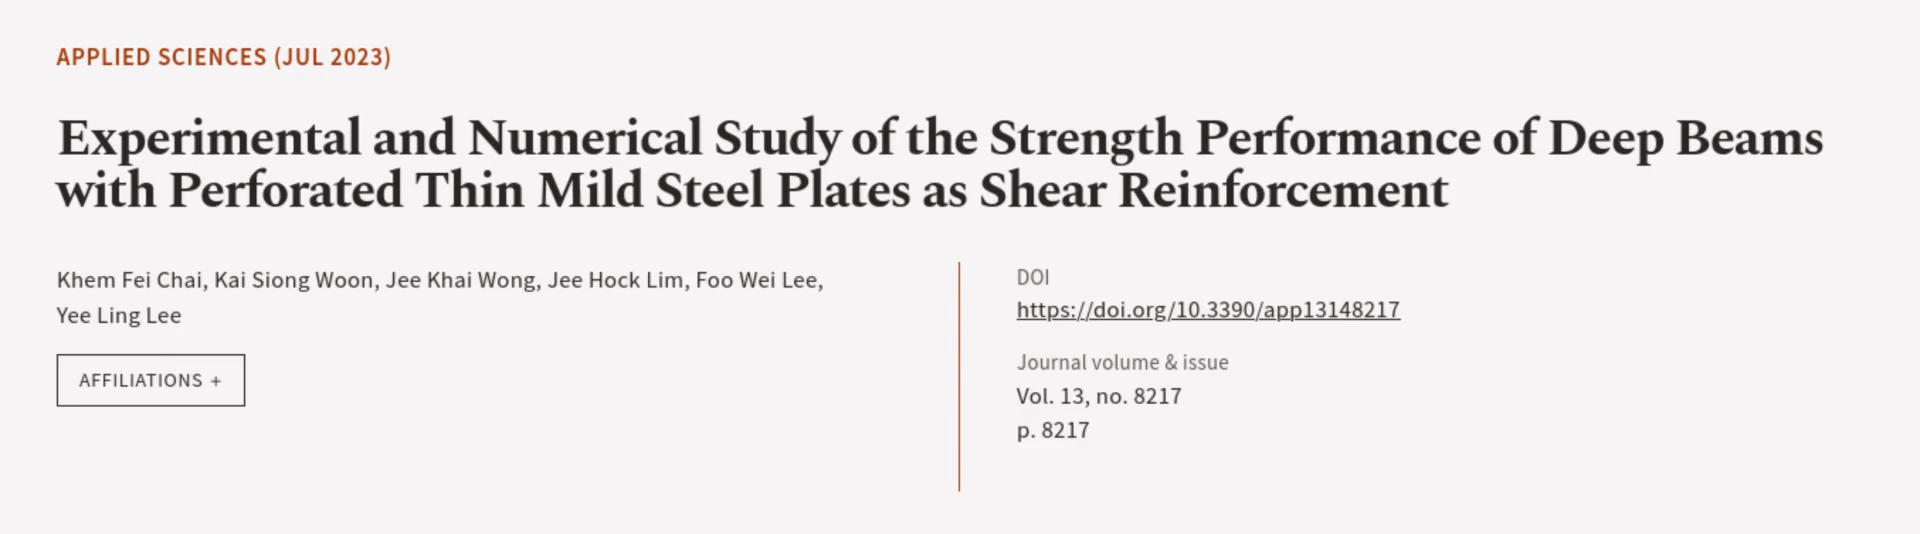 APPLIED SCIENCES (JUL 2023)
Experimental and Numerical Study of the Strength Performance of Deep Beams
with Perforated Thin Mild Steel Plates as Shear Reinforcement
Khem Fei Chai, Kai Siong Woon, Jee Khai Wong, Jee Hock Lim, Foo Wei Lee,
Yee Ling Lee
AFFILIATIONS +
DOI
https://doi.org/10.3390/app13148217
Journal volume & issue
Vol. 13, no. 8217
p. 8217